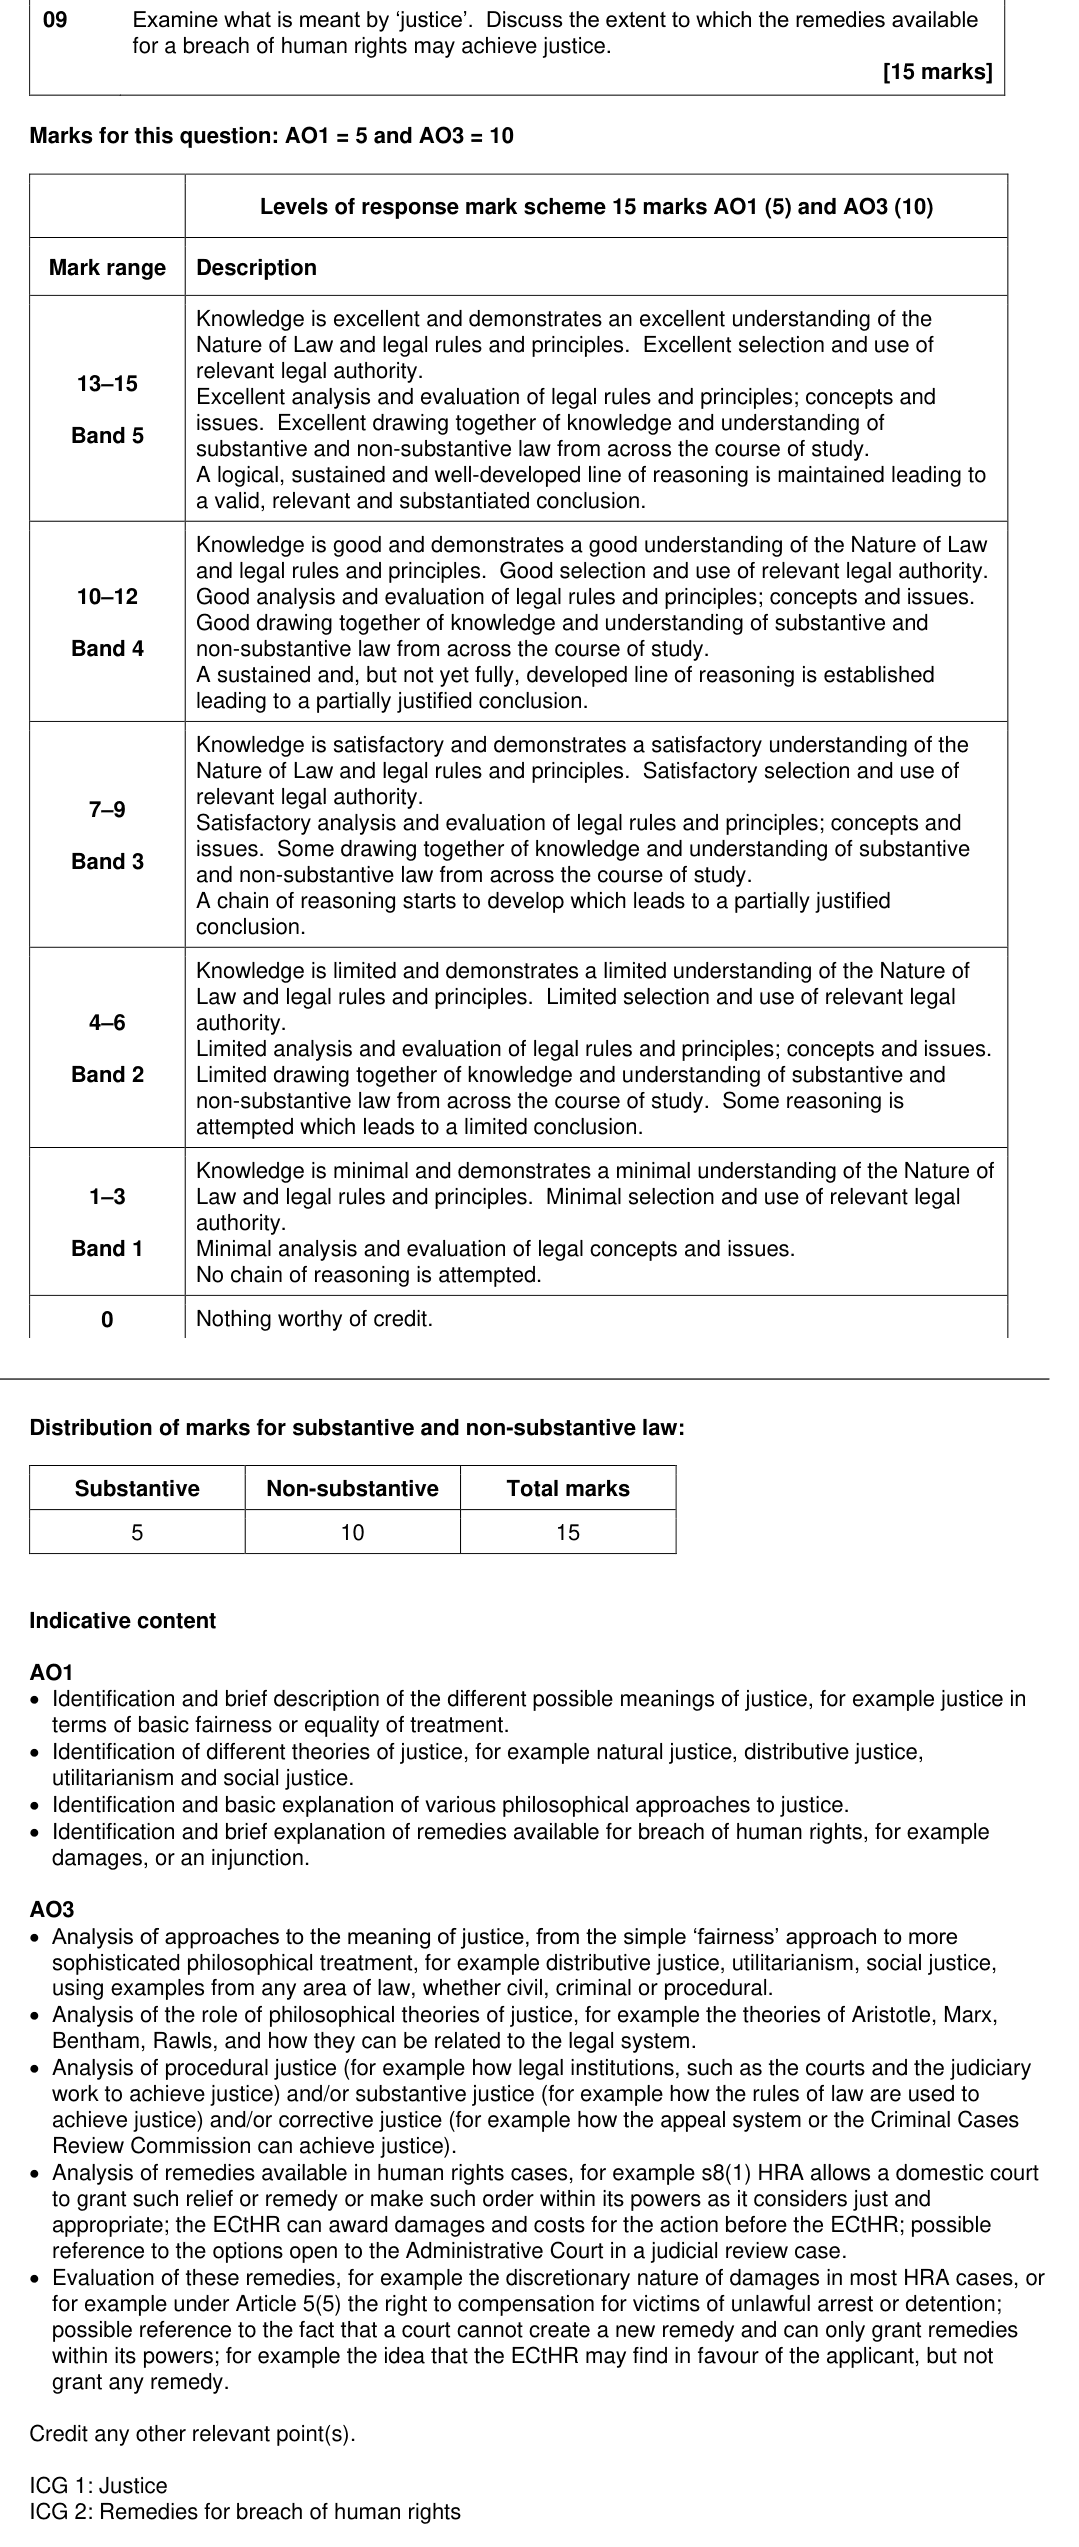 09
Examine what is meant by ‘justice’. Discuss the extent to which the remedies available
for a breach of human rights may achieve justice.
[15 marks]
Marks for this question: AO1 = 5 and AO3 = 10
Levels of response mark scheme 15 marks AO1 (5) and AO3 (10)
Mark range
Description
13–15
Band 5
Knowledge is excellent and demonstrates an excellent understanding of the
Nature of Law and legal rules and principles. Excellent selection and use of
relevant legal authority.
Excellent analysis and evaluation of legal rules and principles; concepts and
issues. Excellent drawing together of knowledge and understanding of
substantive and non-substantive law from across the course of study.
A logical, sustained and well-developed line of reasoning is maintained leading to
a valid, relevant and substantiated conclusion.
10–12
Band 4
Knowledge is good and demonstrates a good understanding of the Nature of Law
and legal rules and principles. Good selection and use of relevant legal authority.
Good analysis and evaluation of legal rules and principles; concepts and issues.
Good drawing together of knowledge and understanding of substantive and
non-substantive law from across the course of study.
A sustained and, but not yet fully, developed line of reasoning is established
leading to a partially justified conclusion.
7–9
Band 3
Knowledge is satisfactory and demonstrates a satisfactory understanding of the
Nature of Law and legal rules and principles. Satisfactory selection and use of
relevant legal authority.
Satisfactory analysis and evaluation of legal rules and principles; concepts and
issues. Some drawing together of knowledge and understanding of substantive
and non-substantive law from across the course of study.
A chain of reasoning starts to develop which leads to a partially justified
conclusion.
4–6
Band 2
Knowledge is limited and demonstrates a limited understanding of the Nature of
Law and legal rules and principles. Limited selection and use of relevant legal
authority.
Limited analysis and evaluation of legal rules and principles; concepts and issues.
Limited drawing together of knowledge and understanding of substantive and
non-substantive law from across the course of study. Some reasoning is
attempted which leads to a limited conclusion.
1–3
Band 1
Knowledge is minimal and demonstrates a minimal understanding of the Nature of
Law and legal rules and principles. Minimal selection and use of relevant legal
authority.
Minimal analysis and evaluation of legal concepts and issues.
No chain of reasoning is attempted.
0
Nothing worthy of credit.
Distribution of marks for substantive and non-substantive law:
Substantive Non-substantive Total marks
5 10 15
Indicative content
AO1
• Identification and brief description of the different possible meanings of justice, for example justice in
terms of basic fairness or equality of treatment.
• Identification of different theories of justice, for example natural justice, distributive justice,
utilitarianism and social justice.
• Identification and basic explanation of various philosophical approaches to justice.
• Identification and brief explanation of remedies available for breach of human rights, for example
damages, or an injunction.
AO3
• Analysis of approaches to the meaning of justice, from the simple ‘fairness’ approach to more
sophisticated philosophical treatment, for example distributive justice, utilitarianism, social justice,
using examples from any area of law, whether civil, criminal or procedural.
• Analysis of the role of philosophical theories of justice, for example the theories of Aristotle, Marx,
Bentham, Rawls, and how they can be related to the legal system.
• Analysis of procedural justice (for example how legal institutions, such as the courts and the judiciary
work to achieve justice) and/or substantive justice (for example how the rules of law are used to
achieve justice) and/or corrective justice (for example how the appeal system or the Criminal Cases
Review Commission can achieve justice).
• Analysis of remedies available in human rights cases, for example s8(1) HRA allows a domestic court
to grant such relief or remedy or make such order within its powers as it considers just and
appropriate; the ECtHR can award damages and costs for the action before the ECtHR; possible
reference to the options open to the Administrative Court in a judicial review case.
• Evaluation of these remedies, for example the discretionary nature of damages in most HRA cases, or
for example under Article 5(5) the right to compensation for victims of unlawful arrest or detention;
possible reference to the fact that a court cannot create a new remedy and can only grant remedies
within its powers; for example the idea that the ECtHR may find in favour of the applicant, but not
grant any remedy.
Credit any other relevant point(s).
ICG 1: Justice
ICG 2: Remedies for breach of human rights